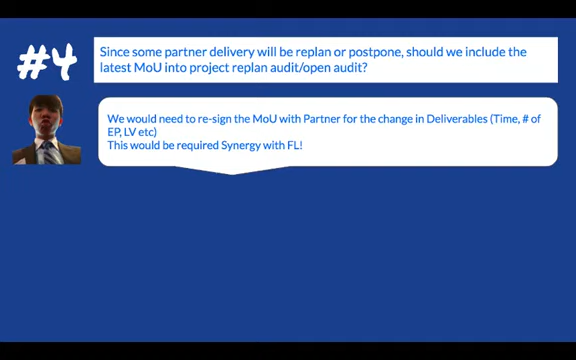 #4
Since some partner delivery will be replan or postpone, should we include the
latest MoU into project replan audit/open audit?
We would need to re-sign the MoU with Partner for the change in Deliverables (Time, # of
EP, LV etc)
This would be required Synergy with FL!